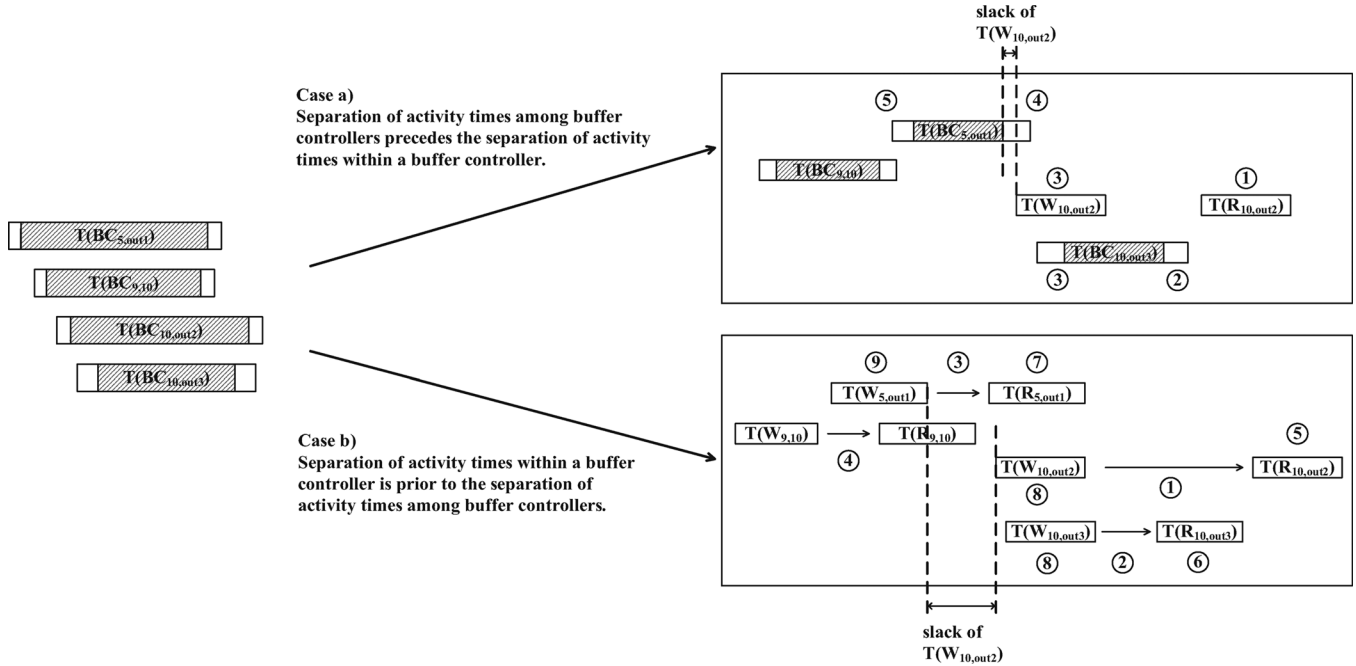 T(BC5,out1)
T(BC9,10)
T(BC10,out2)
T(BC10,out3)
Case a)
Separation of activity times among buffer
controllers precedes the separation of activity
times within a buffer controller.
slack of
T(W10,out2)
⑤ ④
T(BC5,out1)
T(BC9,10)
③ ①
T(W10,out2) T(R10,out2)
T(BC10,out3)
③ ②
Case b)
Separation of activity times within a buffer
controller is prior to the separation of
activity times among buffer controllers.
⑨ ③ ⑦
T(W5,out1) T(R5,out1)
T(W9,10) T(R9,10)
④ ⑤
T(W10,out2) T(R10,out2)
⑧ ①
T(W10,out3) T(R10,out3)
⑧ ② ⑥
slack of
T(W10,out2)